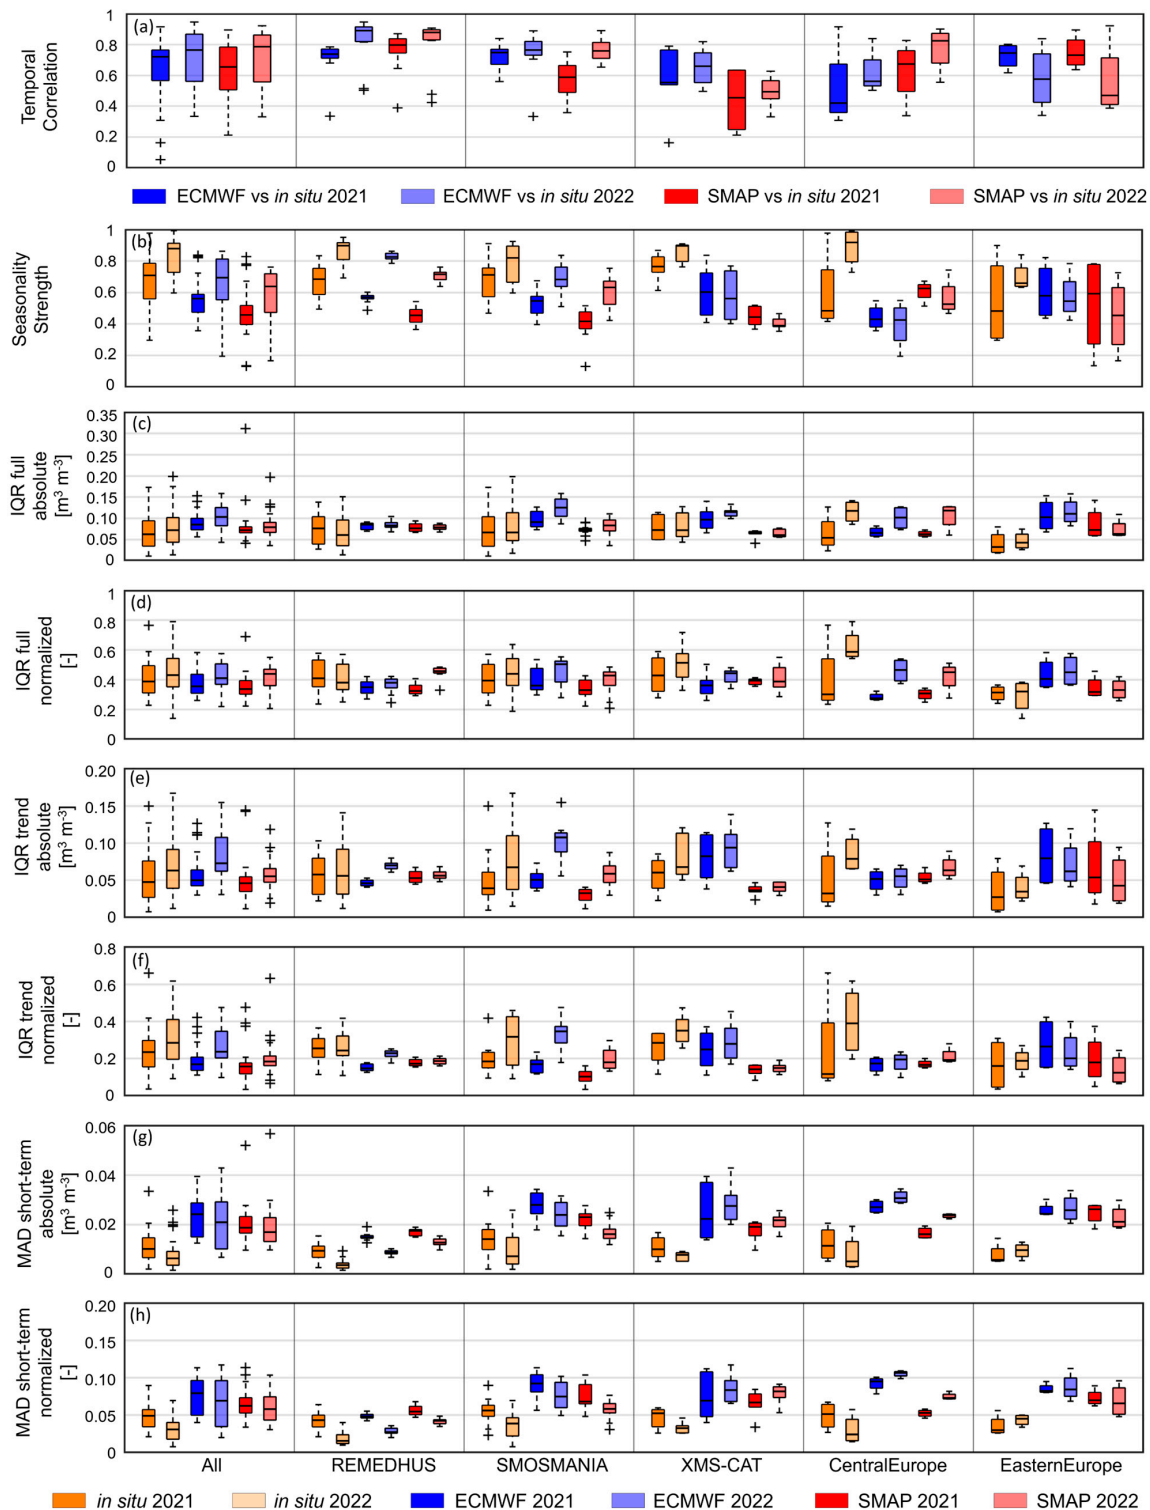 (a)
Temporal
Correlation
1
0.8
0.6
0.4
0.2
0
ECMWF vs in situ 2021
ECMWF vs in situ 2022
SMAP vs in situ 2021
SMAP vs in situ 2022
(b)
Seasonality
Strength
1
0.8
0.6
0.4
0.2
0
(c)
IQR full
absolute
[m³ m⁻³]
0.35
0.30
0.25
0.20
0.15
0.10
0.05
0
(d)
IQR full
normalized
[-]
1
0.8
0.6
0.4
0.2
0
(e)
IQR trend
absolute
[m³ m⁻³]
0.20
0.15
0.10
0.05
0
(f)
IQR trend
normalized
[-]
0.8
0.6
0.4
0.2
0
(g)
MAD short-term
absolute
[m³ m⁻³]
0.06
0.04
0.02
0
(h)
MAD short-term
normalized
[-]
0.20
0.15
0.10
0.05
0
All
REMEDHUS
SMOSMANIA
XMS-CAT
CentralEurope
EasternEurope
in situ 2021
in situ 2022
ECMWF 2021
ECMWF 2022
SMAP 2021
SMAP 2022